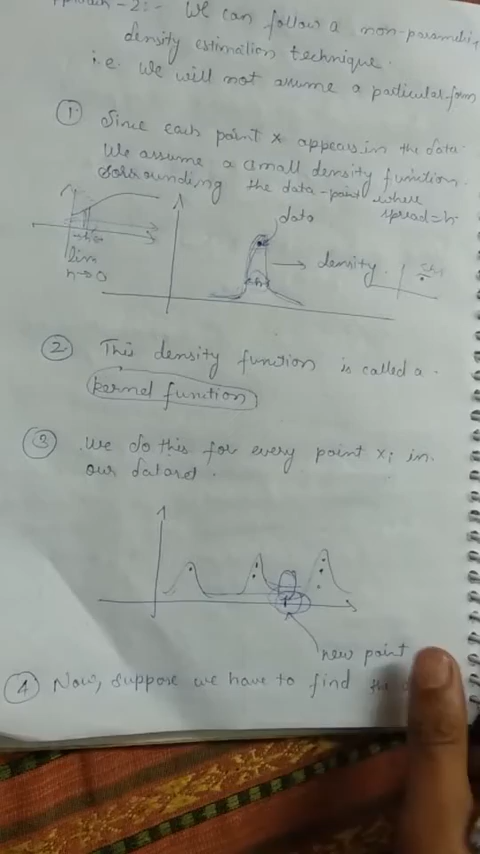 - 2:- We can follow a non-parametric
density estimation technique.
i.e. We will not assume a particular form
① Since each point x appears in the data
We assume a small density function
sorrounding the data-point where
spread = h.
data
h
lim
h→0
density
② This density function is called a.
kernel function
③ We do this for every point xi in
our dataset.
new point
④ Now, suppose we have to find the